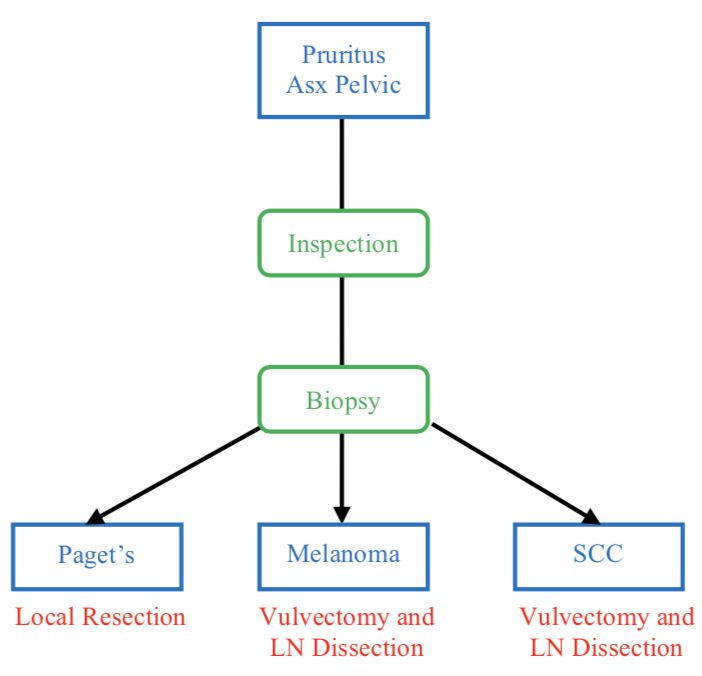 Pruritus
Asx Pelvic
Inspection
Biopsy
Paget’s
Melanoma
SCC
Local Resection
Vulvectomy and
LN Dissection
Vulvectomy and
LN Dissection